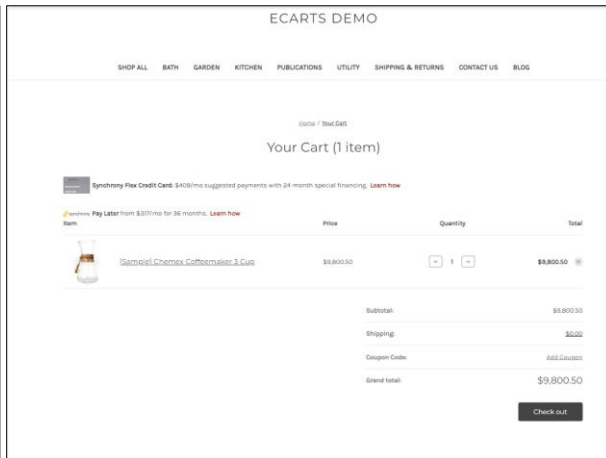 ECARTS DEMO
SHOP ALL BATH GARDEN KITCHEN PUBLICATIONS UTILITY SHIPPING & RETURNS CONTACT US BLOG
Home / Your Cart
Your Cart (1 item)
Synchrony Flex Credit Card: $409/mo suggested payments with 24-month special financing. Learn how
synchrony Pay Later from $317/mo for 36 months. Learn how
Item Price Quantity Total
[Sample] Chemex Coffeemaker 3 Cup $9,800.50 1 $9,800.50
Subtotal: $9,800.50
Shipping: $0.00
Coupon Code: Add Coupon
Grand total: $9,800.50
Check out